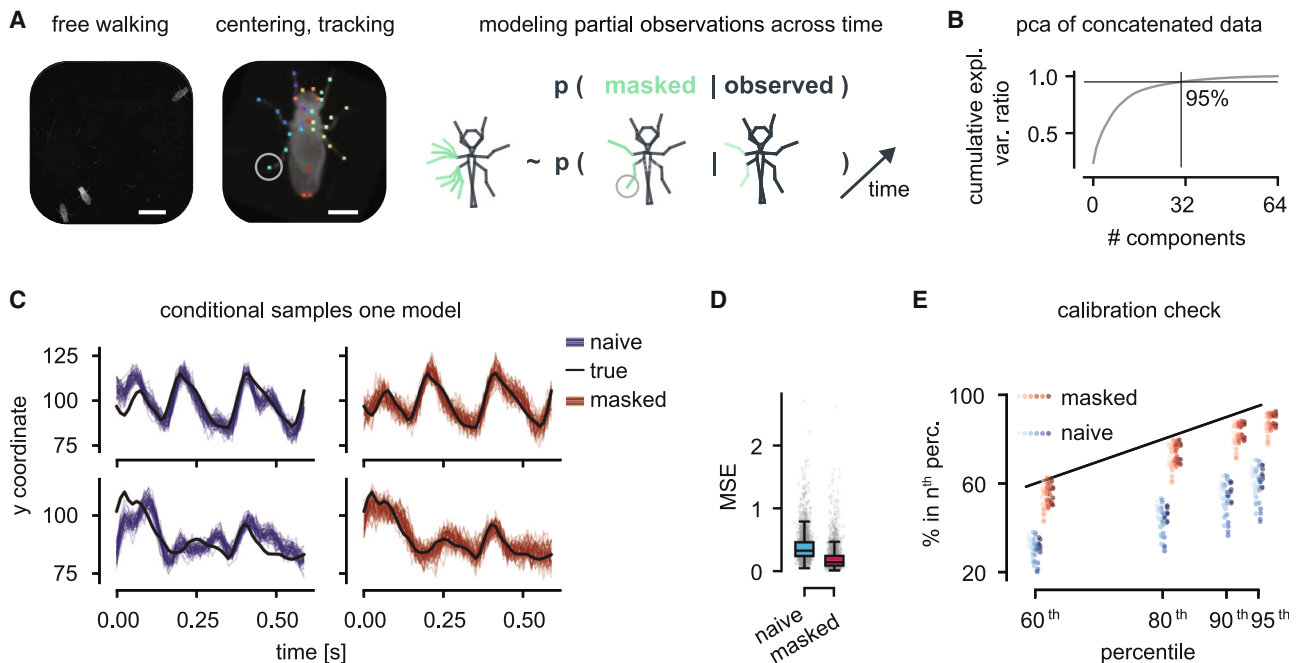 A
free walking
centering, tracking
modeling partial observations across time
p ( masked | observed )
~ p ( | )
time
B
pca of concatenated data
cumulative expl.
var. ratio
1.0
0.5
95%
0 32 64
# components
C
conditional samples one model
y coordinate
125
100
75
100
75
0.00 0.25 0.50 0.00 0.25 0.50
time [s]
naive
true
masked
D
MSE
2
1
0
naive
masked
E
calibration check
% in nth perc.
100
60
20
masked
naive
60th 80th 90th 95th
percentile